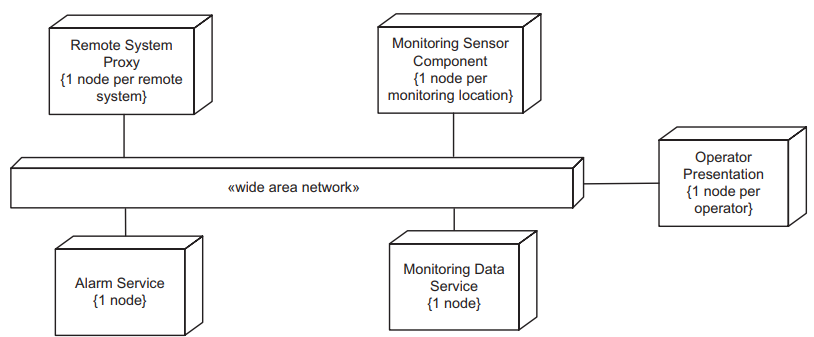 Remote System
Proxy
{1 node per remote
system}
Monitoring Sensor
Component
{1 node per
monitoring location}
Operator
Presentation
{1 node per
operator}
«wide area network»
Alarm Service
{1 node}
Monitoring Data
Service
{1 node}